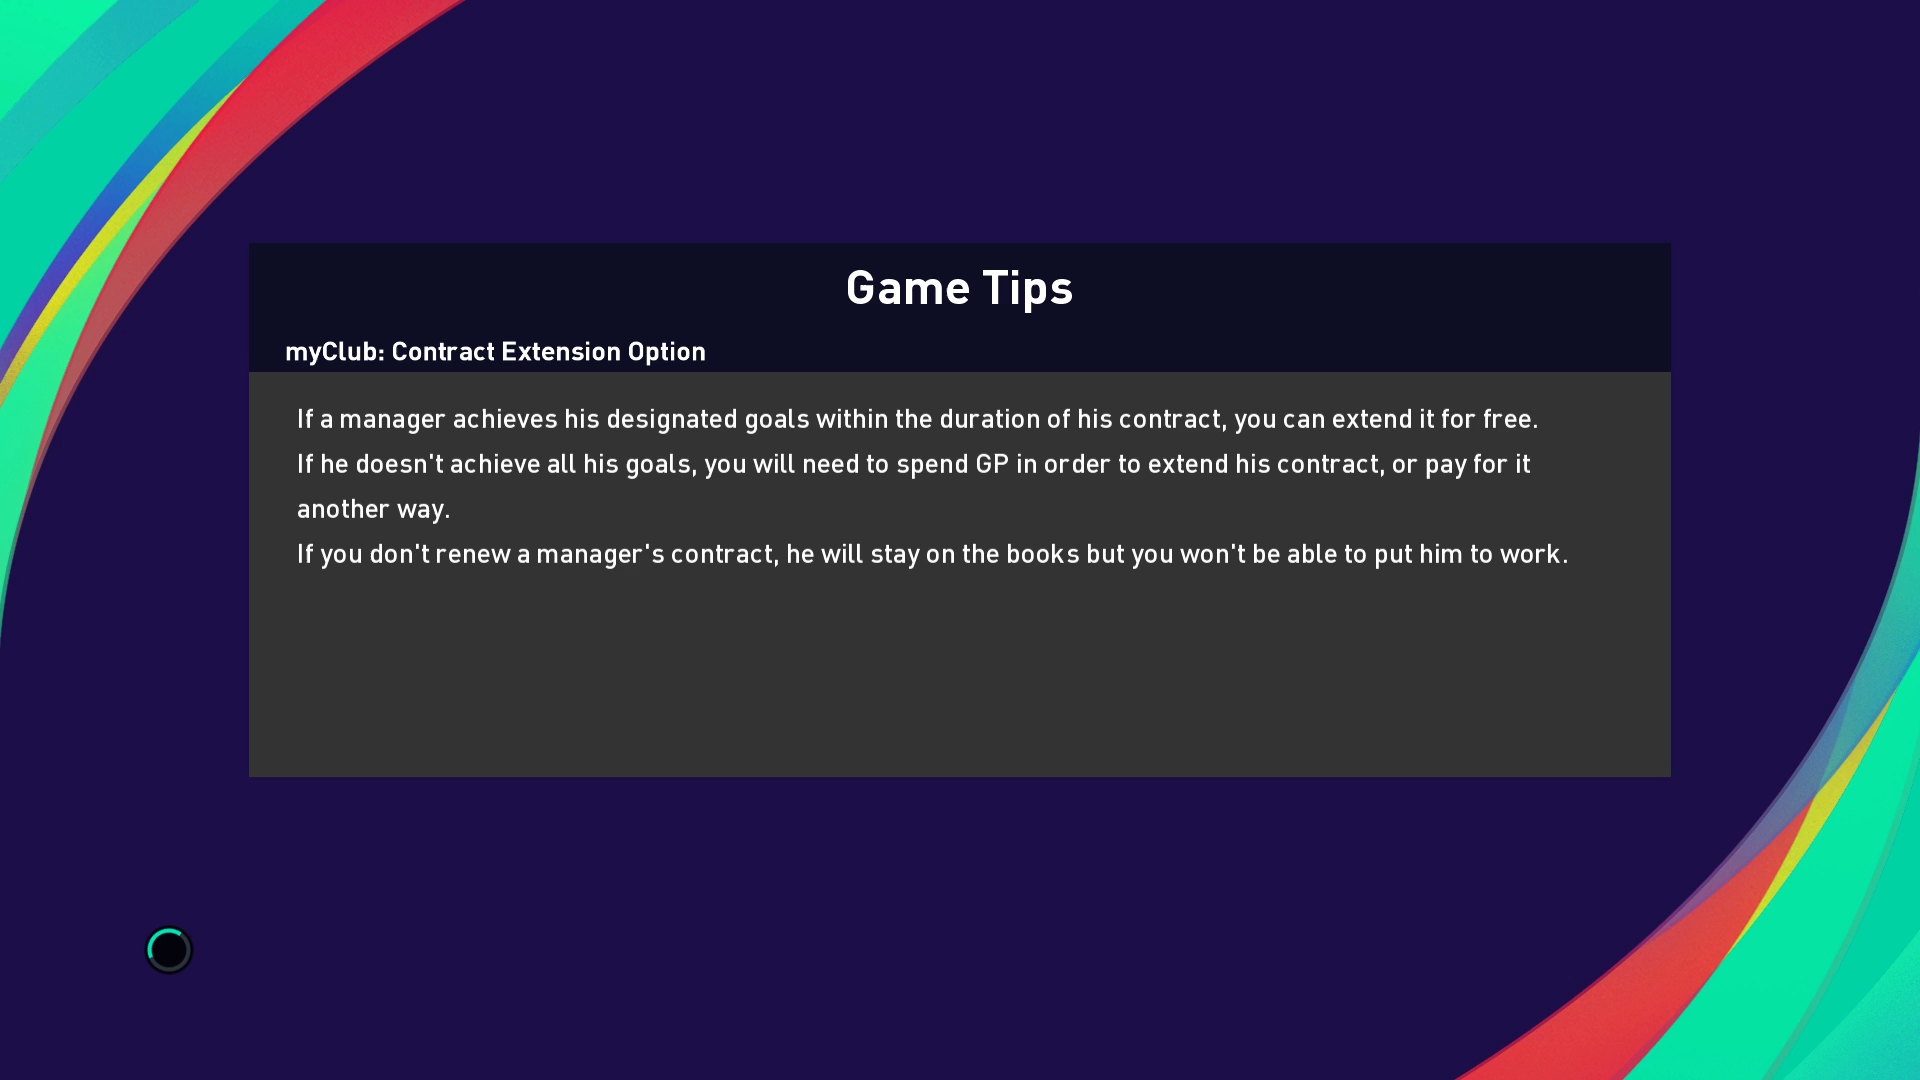 Game Tips
myClub: Contract Extension Option
If a manager achieves his designated goals within the duration of his contract, you can extend it for free.
If he doesn't achieve all his goals, you will need to spend GP in order to extend his contract, or pay for it
another way.
If you don't renew a manager's contract, he will stay on the books but you won't be able to put him to work.